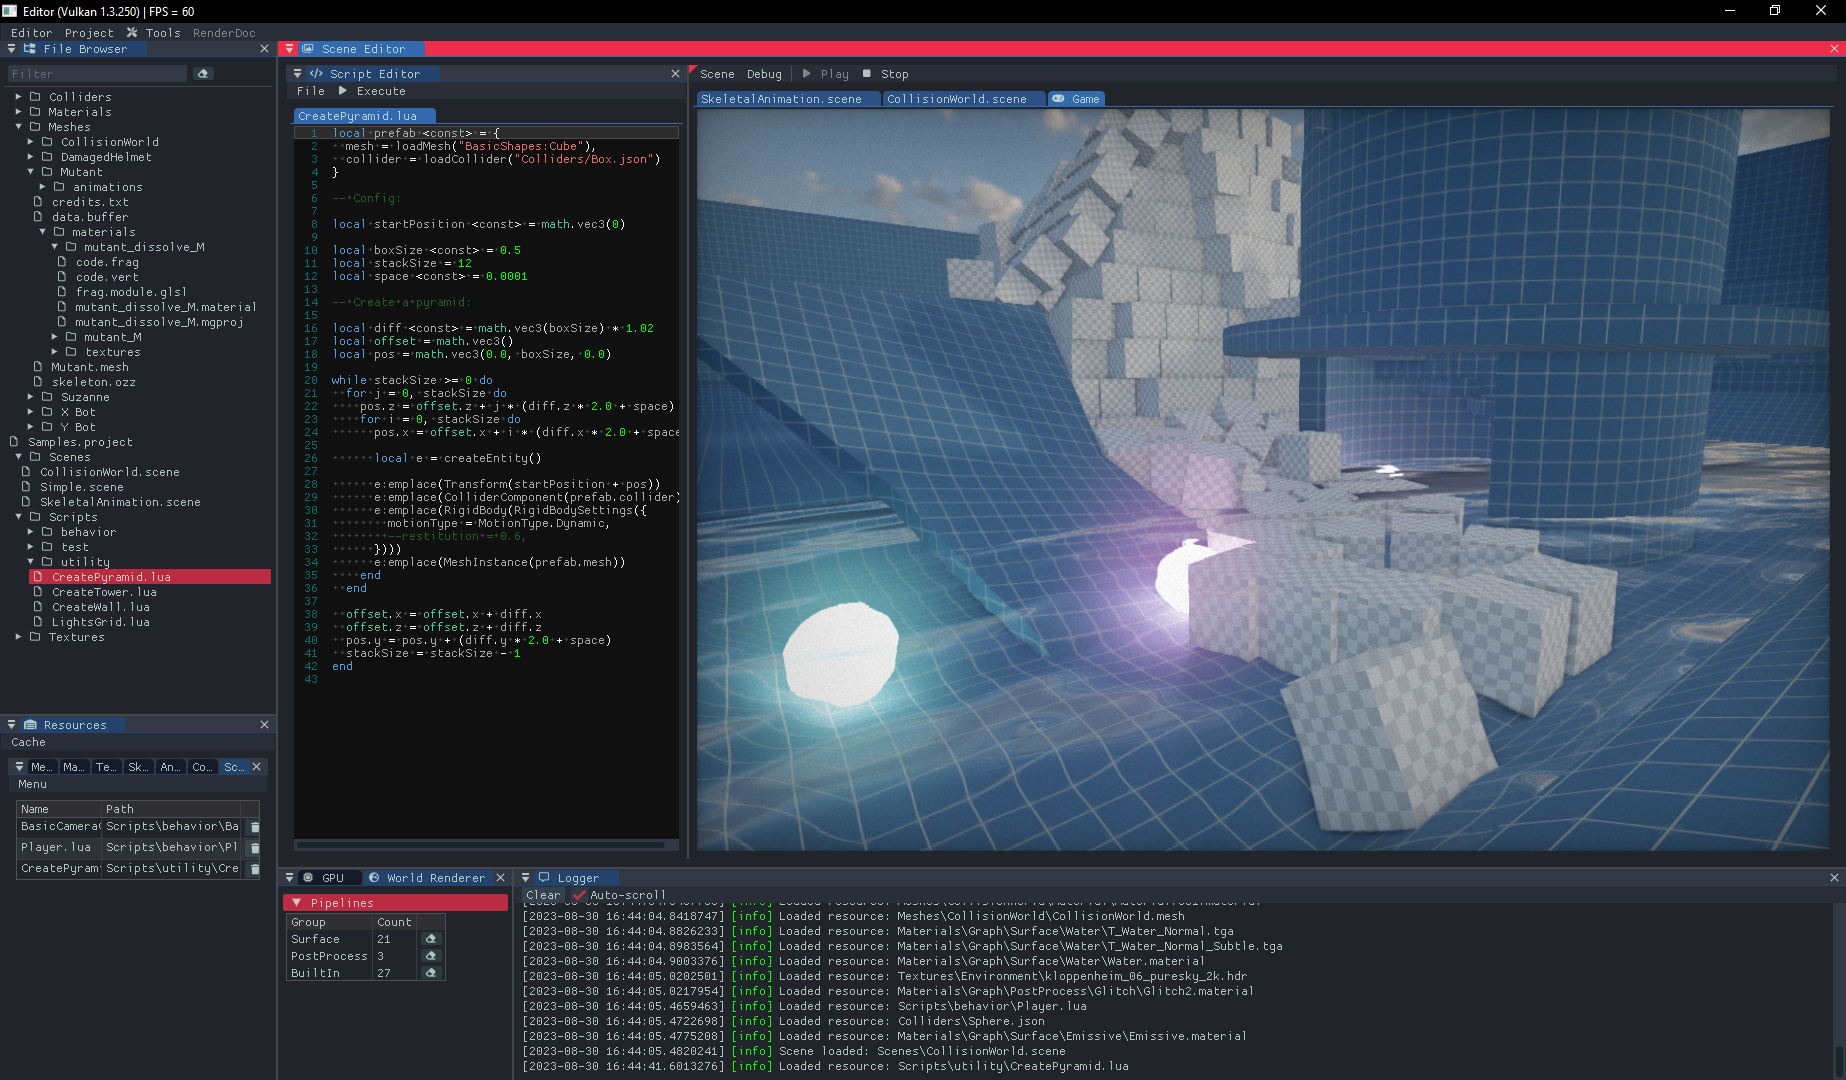 Editor (Vulkan 1.3.250) | FPS = 60
Editor Project Tools RenderDoc
File Browser
Filter
Colliders
Materials
Meshes
CollisionWorld
DamagedHelmet
Mutant
animations
credits.txt
data.buffer
materials
mutant_dissolve_M
code.frag
code.vert
frag.module.glsl
mutant_dissolve_M.material
mutant_dissolve_M.mgproj
mutant_M
textures
Mutant.mesh
skeleton.ozz
Suzanne
X Bot
Y Bot
Samples.project
Scenes
CollisionWorld.scene
Simple.scene
SkeletalAnimation.scene
Scripts
behavior
test
utility
CreatePyramid.lua
CreateTower.lua
CreateWall.lua
LightsGrid.lua
Textures
Resources
Cache
Me... Ma... Te... Sk... An... Co... Sc...
Menu
Name Path
BasicCamera Scripts\behavior\Ba
Player.lua Scripts\behavior\Pl
CreatePyram Scripts\utility\Cre
Scene Editor
Script Editor
File Execute
CreatePyramid.lua
1 local prefab <const> = {
2 mesh = loadMesh("BasicShapes:Cube"),
3 collider = loadCollider("Colliders/Box.json")
4 }
5
6 -- Config:
7
8 local startPosition <const> = math.vec3(0)
9
10 local boxSize <const> = 0.5
11 local stackSize = 12
12 local space <const> = 0.0001
13
14 -- Create a pyramid:
15
16 local diff <const> = math.vec3(boxSize) * 1.02
17 local offset = math.vec3()
18 local pos = math.vec3(0.0, boxSize, 0.0)
19
20 while stackSize >= 0 do
21 for j = 0, stackSize do
22 pos.z = offset.z + j * (diff.z * 2.0 + space)
23 for i = 0, stackSize do
24 pos.x = offset.x + i * (diff.x * 2.0 + space
25
26 local e = createEntity()
27
28 e:emplace(Transform(startPosition + pos))
29 e:emplace(ColliderComponent(prefab.collider)
30 e:emplace(RigidBody(RigidBodySettings({
31 motionType = MotionType.Dynamic,
32 --restitution = 0.6,
33 })))
34 e:emplace(MeshInstance(prefab.mesh))
35 end
36 end
37
38 offset.x = offset.x + diff.x
39 offset.z = offset.z + diff.z
40 pos.y = pos.y + (diff.y * 2.0 + space)
41 stackSize = stackSize - 1
42 end
43
Scene Debug Play Stop
SkeletalAnimation.scene CollisionWorld.scene Game
GPU World Renderer
Pipelines
Group Count
Surface 21
PostProcess 3
BuiltIn 27
Logger
Clear Auto-scroll
[2023-08-30 16:44:04.8418747] [info] Loaded resource: Meshes\CollisionWorld\CollisionWorld.mesh
[2023-08-30 16:44:04.8826233] [info] Loaded resource: Materials\Graph\Surface\Water\T_Water_Normal.tga
[2023-08-30 16:44:04.8983564] [info] Loaded resource: Materials\Graph\Surface\Water\T_Water_Normal_Subtle.tga
[2023-08-30 16:44:04.9003376] [info] Loaded resource: Materials\Graph\Surface\Water\Water.material
[2023-08-30 16:44:05.0202501] [info] Loaded resource: Textures\Environment\kloppenheim_06_puresky_2k.hdr
[2023-08-30 16:44:05.0217954] [info] Loaded resource: Materials\Graph\PostProcess\Glitch\Glitch2.material
[2023-08-30 16:44:05.4659463] [info] Loaded resource: Scripts\behavior\Player.lua
[2023-08-30 16:44:05.4722698] [info] Loaded resource: Colliders\Sphere.json
[2023-08-30 16:44:05.4775208] [info] Loaded resource: Materials\Graph\Surface\Emissive\Emissive.material
[2023-08-30 16:44:05.4820241] [info] Scene loaded: Scenes\CollisionWorld.scene
[2023-08-30 16:44:41.6013276] [info] Loaded resource: Scripts\utility\CreatePyramid.lua